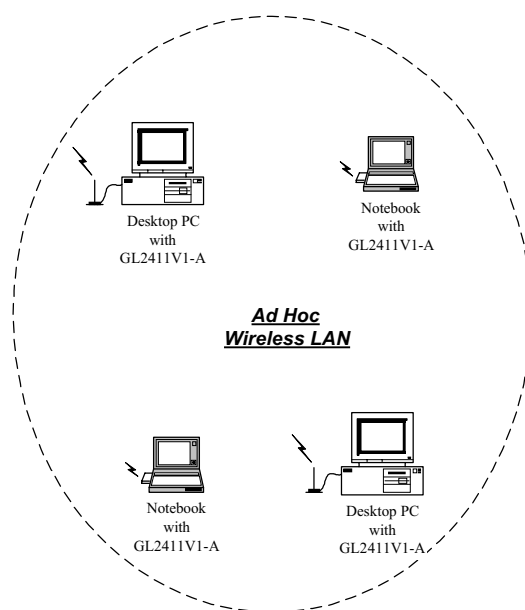 Desktop PC
with
GL2411V1-A
Notebook
with
GL2411V1-A
Ad Hoc
Wireless LAN
Notebook
with
GL2411V1-A
Desktop PC
with
GL2411V1-A